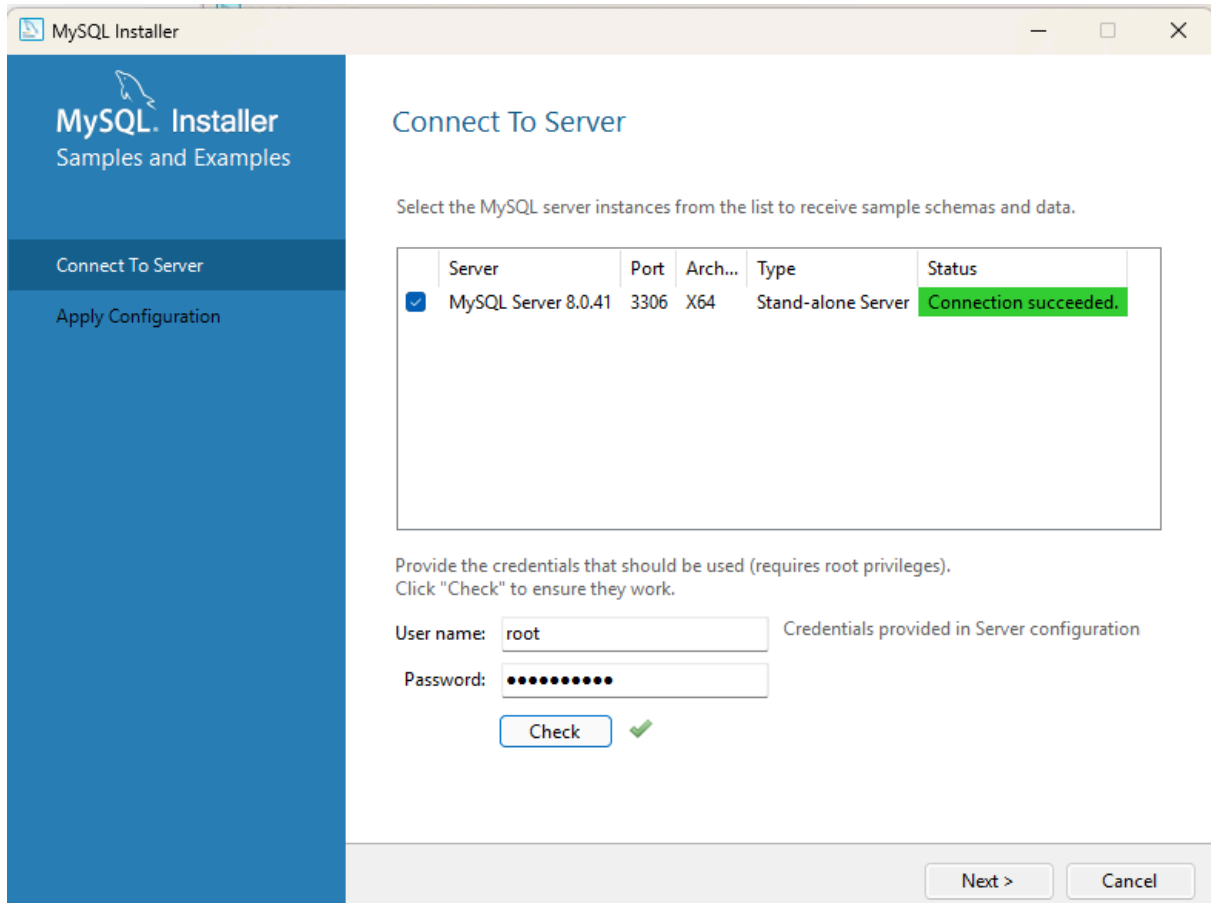 MySQL Installer
MySQL. Installer
Samples and Examples
Connect To Server
Apply Configuration
Connect To Server
Select the MySQL server instances from the list to receive sample schemas and data.
Server Port Arch... Type Status
MySQL Server 8.0.41 3306 X64 Stand-alone Server Connection succeeded.
Provide the credentials that should be used (requires root privileges).
Click "Check" to ensure they work.
User name: root Credentials provided in Server configuration
Password: ●●●●●●●●●●
Check
Next > Cancel